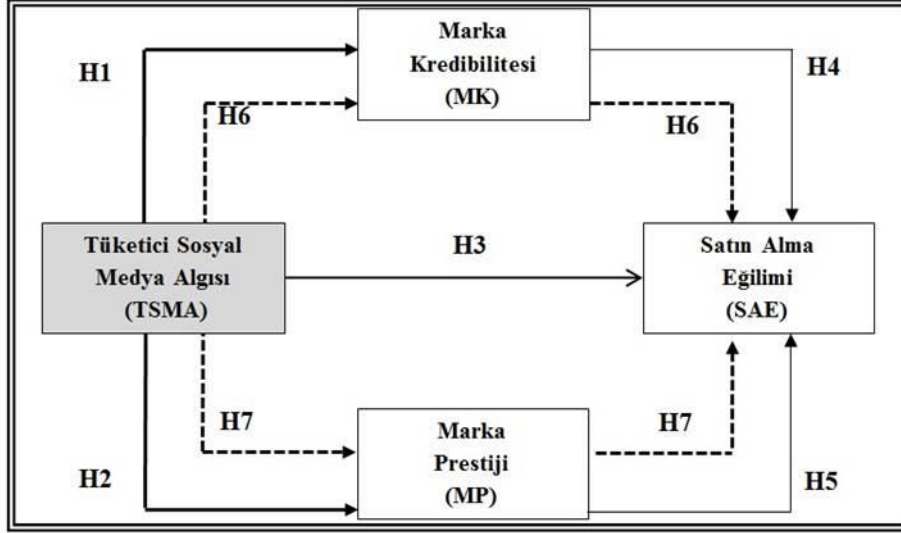 Marka
Kredibilitesi
(MK)
H1
H4
H6
H6
Tüketici Sosyal
Medya Algısı
(TSMA)
H3
Satın Alma
Eğilimi
(SAE)
H7
H7
Marka
Prestiji
(MP)
H2
H5